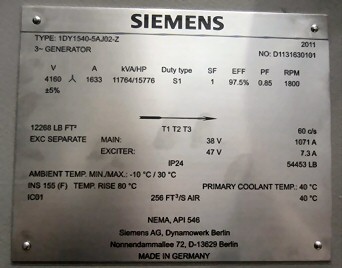 SIEMENS
TYPE: 1DY1540-5AJ02-Z 2011
3~ GENERATOR NO: D1131630101
V A kVA/HP Duty type SF EFF PF RPM
4160 1633 11764/15776 S1 1 97.5% 0.85 1800
±5%
T1 T2 T3
12268 LB FT² 60 c/s
EXC SEPARATE MAIN: 38 V 1071 A
EXCITER: 47 V 7.3 A
IP24 54453 LB
AMBIENT TEMP. MIN./MAX.: -10 °C / 30 °C
INS 155 (F) TEMP. RISE 80 °C PRIMARY COOLANT TEMP.: 40 °C
IC01 256 FT³/S AIR 40 °C
NEMA, API 546
Siemens AG, Dynamowerk Berlin
Nonnendammallee 72, D-13629 Berlin
MADE IN GERMANY